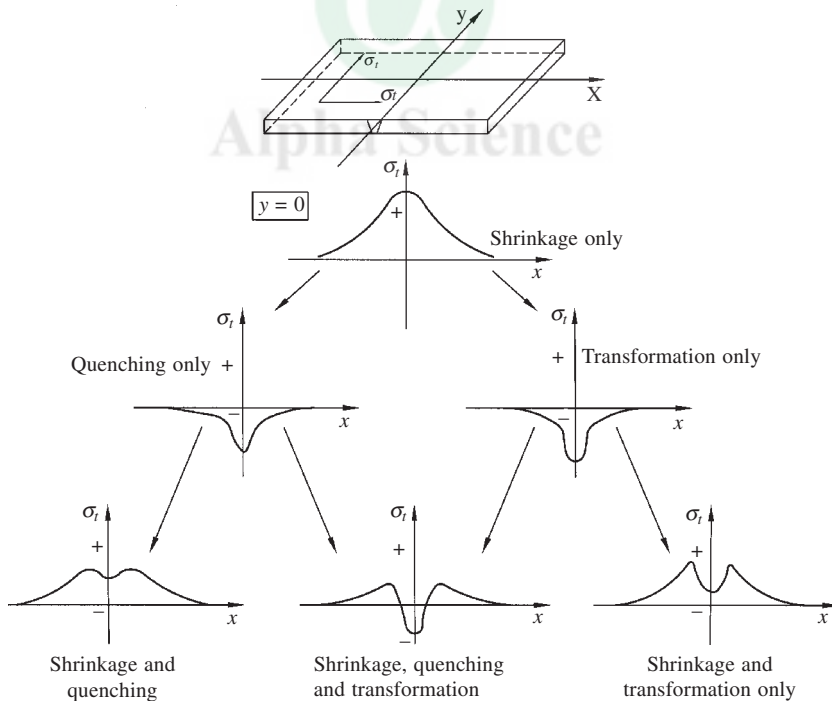 y
σt
σt
X
Alpha Science
σt
y = 0
+
Shrinkage only
x
σt
σt
Quenching only
+
+
Transformation only
−
x
−
x
σt
σt
σt
+
+
+
−
x
−
x
−
x
Shrinkage and
quenching
Shrinkage, quenching
and transformation
Shrinkage and
transformation only